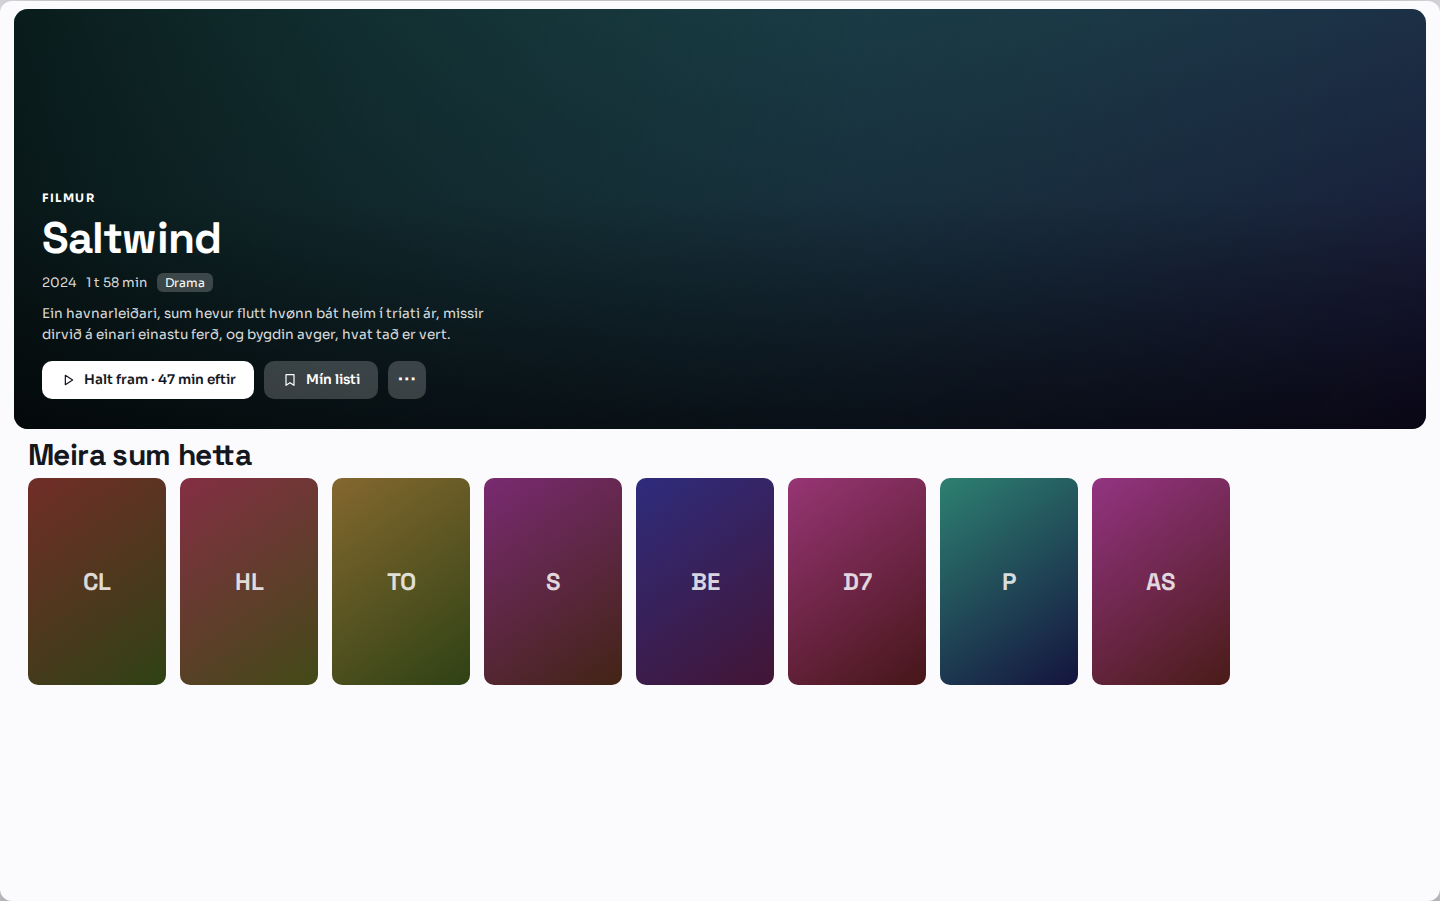 FILMUR
Saltwind
2024 1 t 58 min Drama
Ein havnarleiðari, sum hevur flutt hvønn bát heim í tríati ár, missir
dirvið á einari einastu ferð, og bygdin avger, hvat tað er vert.
Halt fram · 47 min eftir Mín listi
Meira sum hetta
CL HL TO S BE D7 P AS